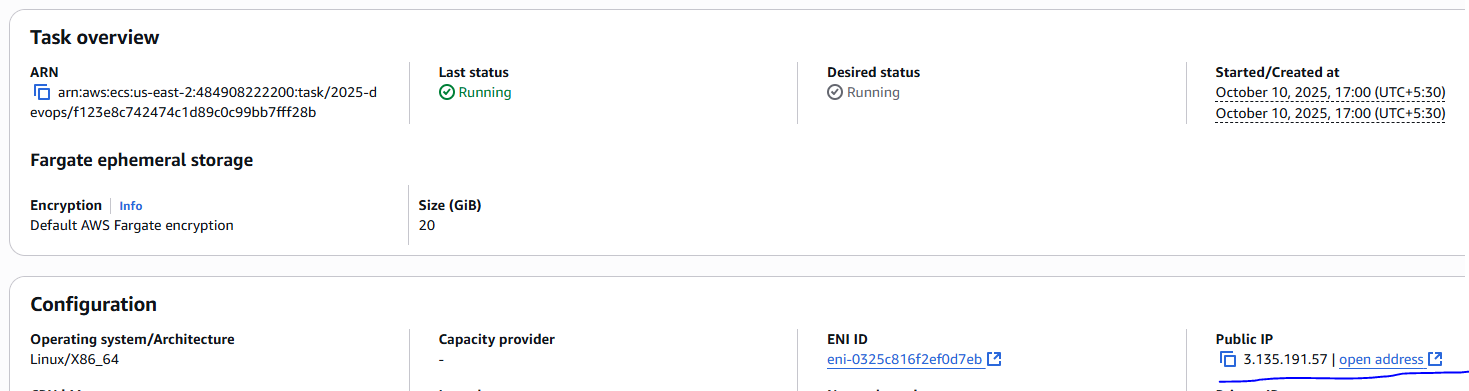 Task overview
ARN
arn:aws:ecs:us-east-2:484908222200:task/2025-d
evops/f123e8c742474c1d89c0c99bb7fff28b
Last status
Running
Desired status
Running
Started/Created at
October 10, 2025, 17:00 (UTC+5:30)
October 10, 2025, 17:00 (UTC+5:30)
Fargate ephemeral storage
Encryption | Info
Default AWS Fargate encryption
Size (GiB)
20
Configuration
Operating system/Architecture
Linux/X86_64
Capacity provider
-
ENI ID
eni-0325c816f2ef0d7eb
Public IP
3.135.191.57 | open address